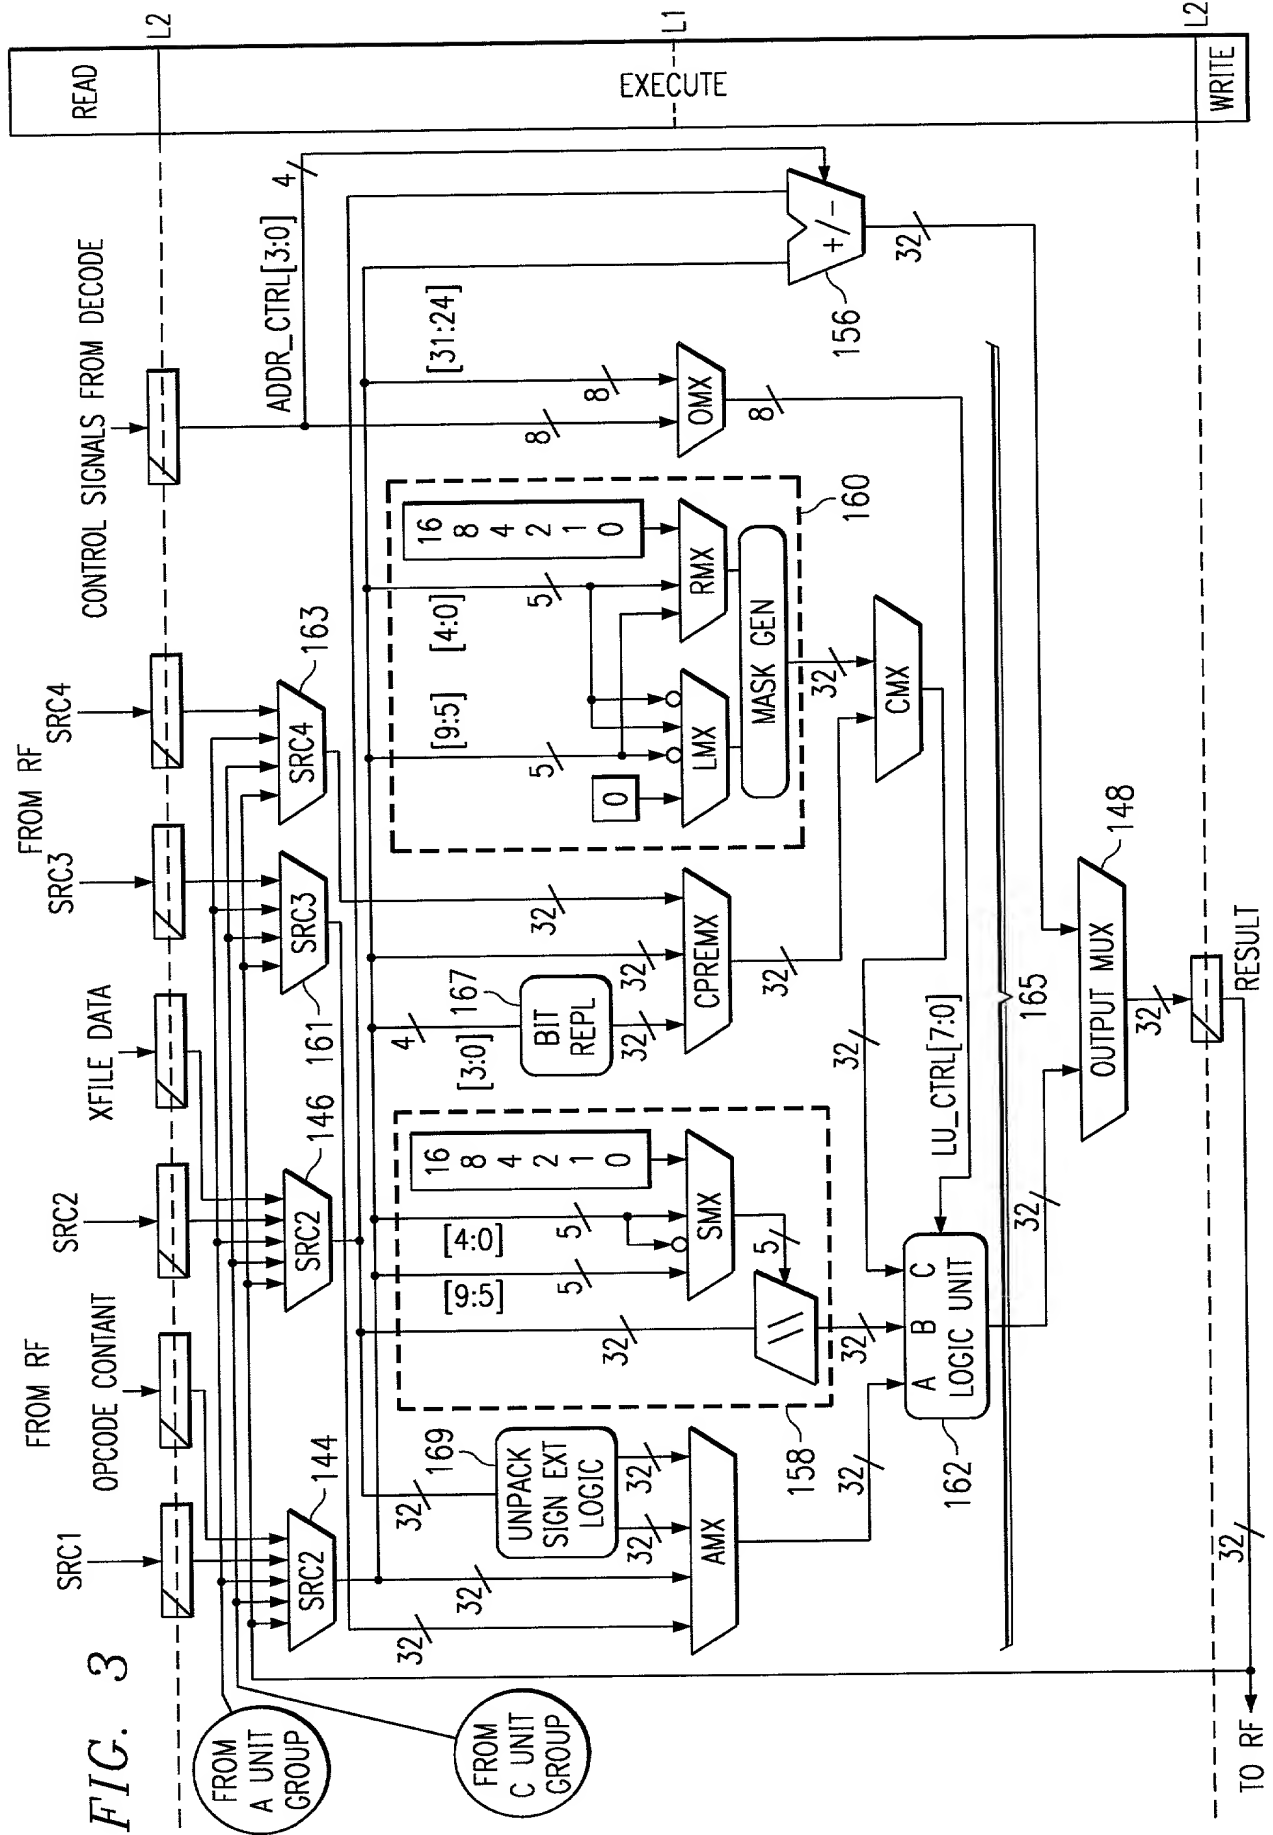 FIG. 3
FROM RF
SRC1
OPCODE CONTANT
SRC2
XFILE DATA
FROM RF
SRC3
SRC4
CONTROL SIGNALS FROM DECODE
READ
L2
FROM
A UNIT
GROUP
FROM
C UNIT
GROUP
SRC2
144
SRC2
146
SRC3
161
SRC4
163
ADDR_CTRL[3:0]
4
32
32
32
169
UNPACK
SIGN EXT
LOGIC
32
32
AMX
32
[9:5]
[4:0]
5
5
16
8
4
2
1
0
SMX
5
32
\\
32
158
4
[3:0]
167
BIT
REPL
32
32
32
CPREMX
32
[9:5]
[4:0]
5
5
0
16
8
4
2
1
0
LMX
RMX
MASK GEN
160
32
CMX
32
[31:24]
8
8
OMX
8
+/-
156
32
EXECUTE
L1
LU_CTRL[7:0]
A B C
LOGIC UNIT
162
32
165
OUTPUT MUX
148
32
L2
WRITE
RESULT
32
TO RF